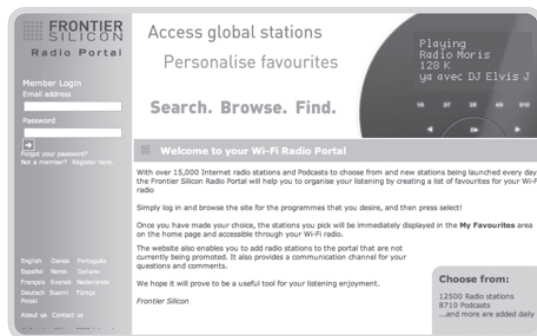 FRONTIER
SILICON
Radio Portal
Member Login
Email address
Password
Forgot your password?
Not a member? Register here.
English Dansk Português
Español Norsk Italiano
Français Svensk Nederlands
Deutsch Suomi Türkçe
Polski
About us Contact us
Access global stations
Personalise favourites
Search. Browse. Find.
Playing
Radio Moris
128 K
ya avec DJ Elvis J
Welcome to your Wi-Fi Radio Portal
With over 15,000 Internet radio stations and Podcasts to choose from and new stations being launched every day
the Frontier Silicon Radio Portal will help you to organise your listening by creating a list of favourites for your Wi-F
radio
Simply log in and browse the site for the programmes that you desire, and then press select!
Once you have made your choice, the stations you pick will be immediately displayed in the My Favourites area
on the home page and accessible through your Wi-Fi radio.
The website also enables you to add radio stations to the portal that are not
currently being promoted. It also provides a communication channel for your
questions and comments.
We hope it will prove to be a useful tool for your listening enjoyment.
Frontier Silicon
Choose from:
12500 Radio stations
8710 Podcasts
...and more are added daily